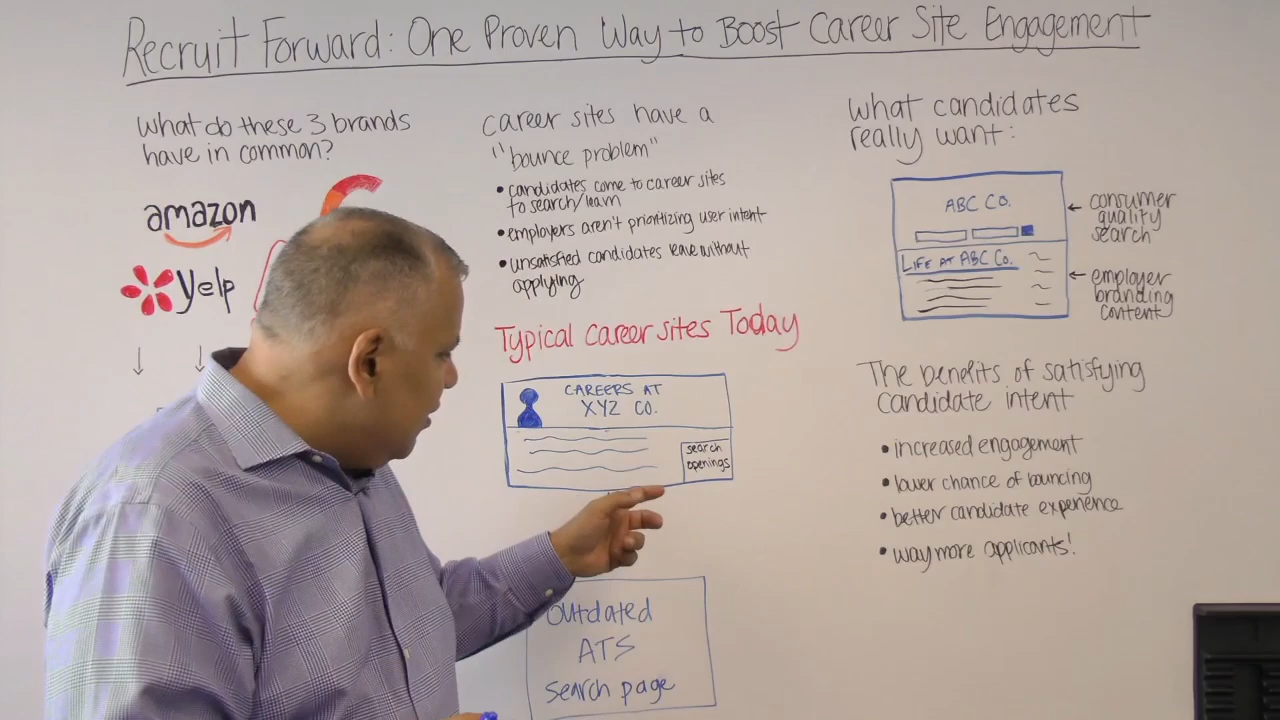 Recruit Forward: One Proven Way to Boost Career Site Engagement
What do these 3 brands
have in common?
amazon
yelp
career sites have a
"bounce problem"
• candidates come to career sites
to search/learn
• employers aren't prioritizing user intent
• unsatisfied candidates leave without
applying
Typical career sites Today
CAREERS AT
XYZ CO.
search
openings
Outdated
ATS
search page
What candidates
really want:
ABC CO.
LIFE AT ABC CO.
← consumer
quality
search
← employer
branding
content
The benefits of satisfying
candidate intent
• increased engagement
• lower chance of bouncing
• better candidate experience
• way more applicants!